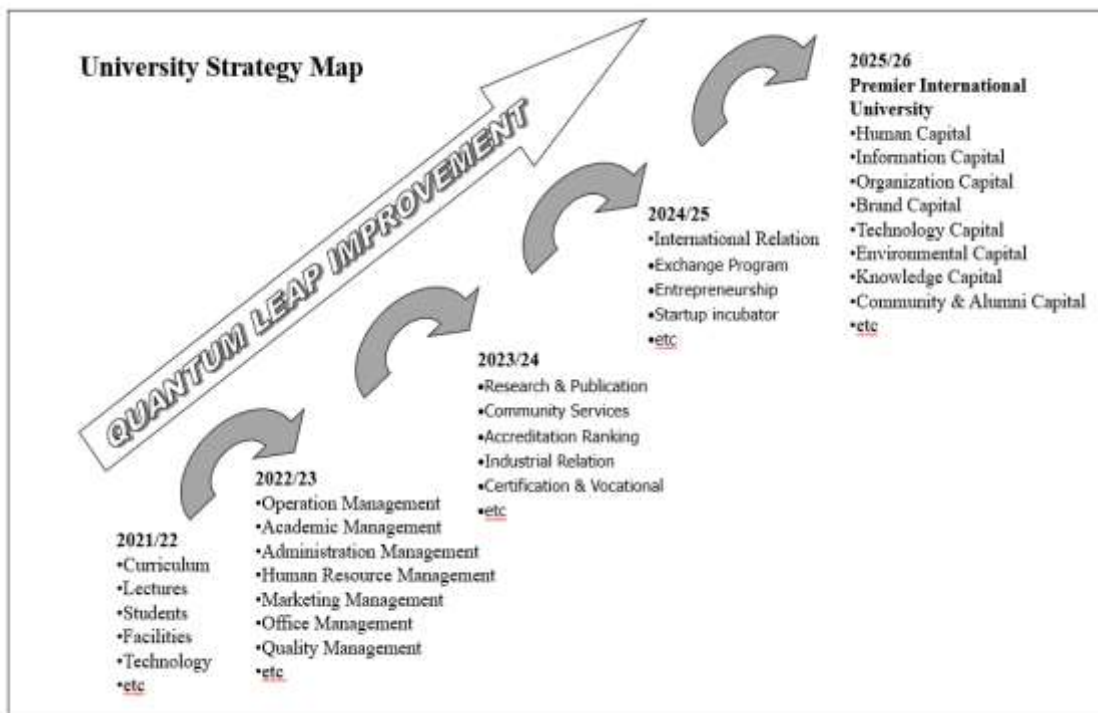 University Strategy Map
QUANTUM LEAP IMPROVEMENT
2021/22
•Curriculum
•Lectures
•Students
•Facilities
•Technology
•etc
2022/23
•Operation Management
•Academic Management
•Administration Management
•Human Resource Management
•Marketing Management
•Office Management
•Quality Management
•etc
2023/24
•Research & Publication
•Community Services
•Accreditation Ranking
•Industrial Relation
•Certification & Vocational
•etc
2024/25
•International Relation
•Exchange Program
•Entrepreneurship
•Startup incubator
•etc
2025/26
Premier International
University
•Human Capital
•Information Capital
•Organization Capital
•Brand Capital
•Technology Capital
•Environmental Capital
•Knowledge Capital
•Community & Alumni Capital
•etc